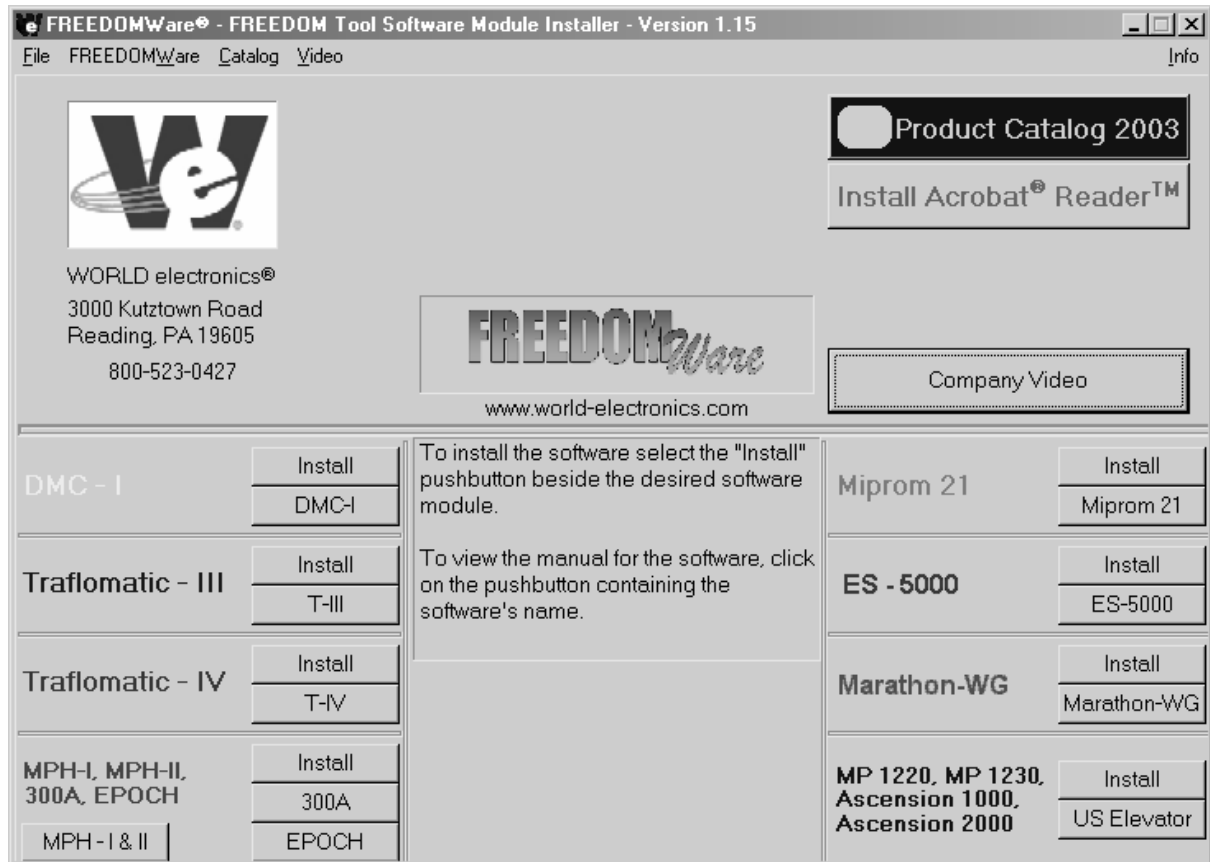 FREEDOMWare® - FREEDOM Tool Software Module Installer - Version 1.15
File FREEDOMWare Catalog Video Info
We
Product Catalog 2003
Install Acrobat® Reader™
WORLD electronics®
3000 Kutztown Road
Reading, PA 19605
800-523-0427
FREEDOMWare
www.world-electronics.com
Company Video
DMC - I
Install
DMC-I
Traflomatic - III
Install
T-III
Traflomatic - IV
Install
T-IV
MPH-I, MPH-II,
300A, EPOCH
Install
300A
MPH - I & II
EPOCH
To install the software select the "Install"
pushbutton beside the desired software
module.
To view the manual for the software, click
on the pushbutton containing the
software's name.
Miprom 21
Install
Miprom 21
ES - 5000
Install
ES-5000
Marathon-WG
Install
Marathon-WG
MP 1220, MP 1230,
Ascension 1000,
Ascension 2000
Install
US Elevator